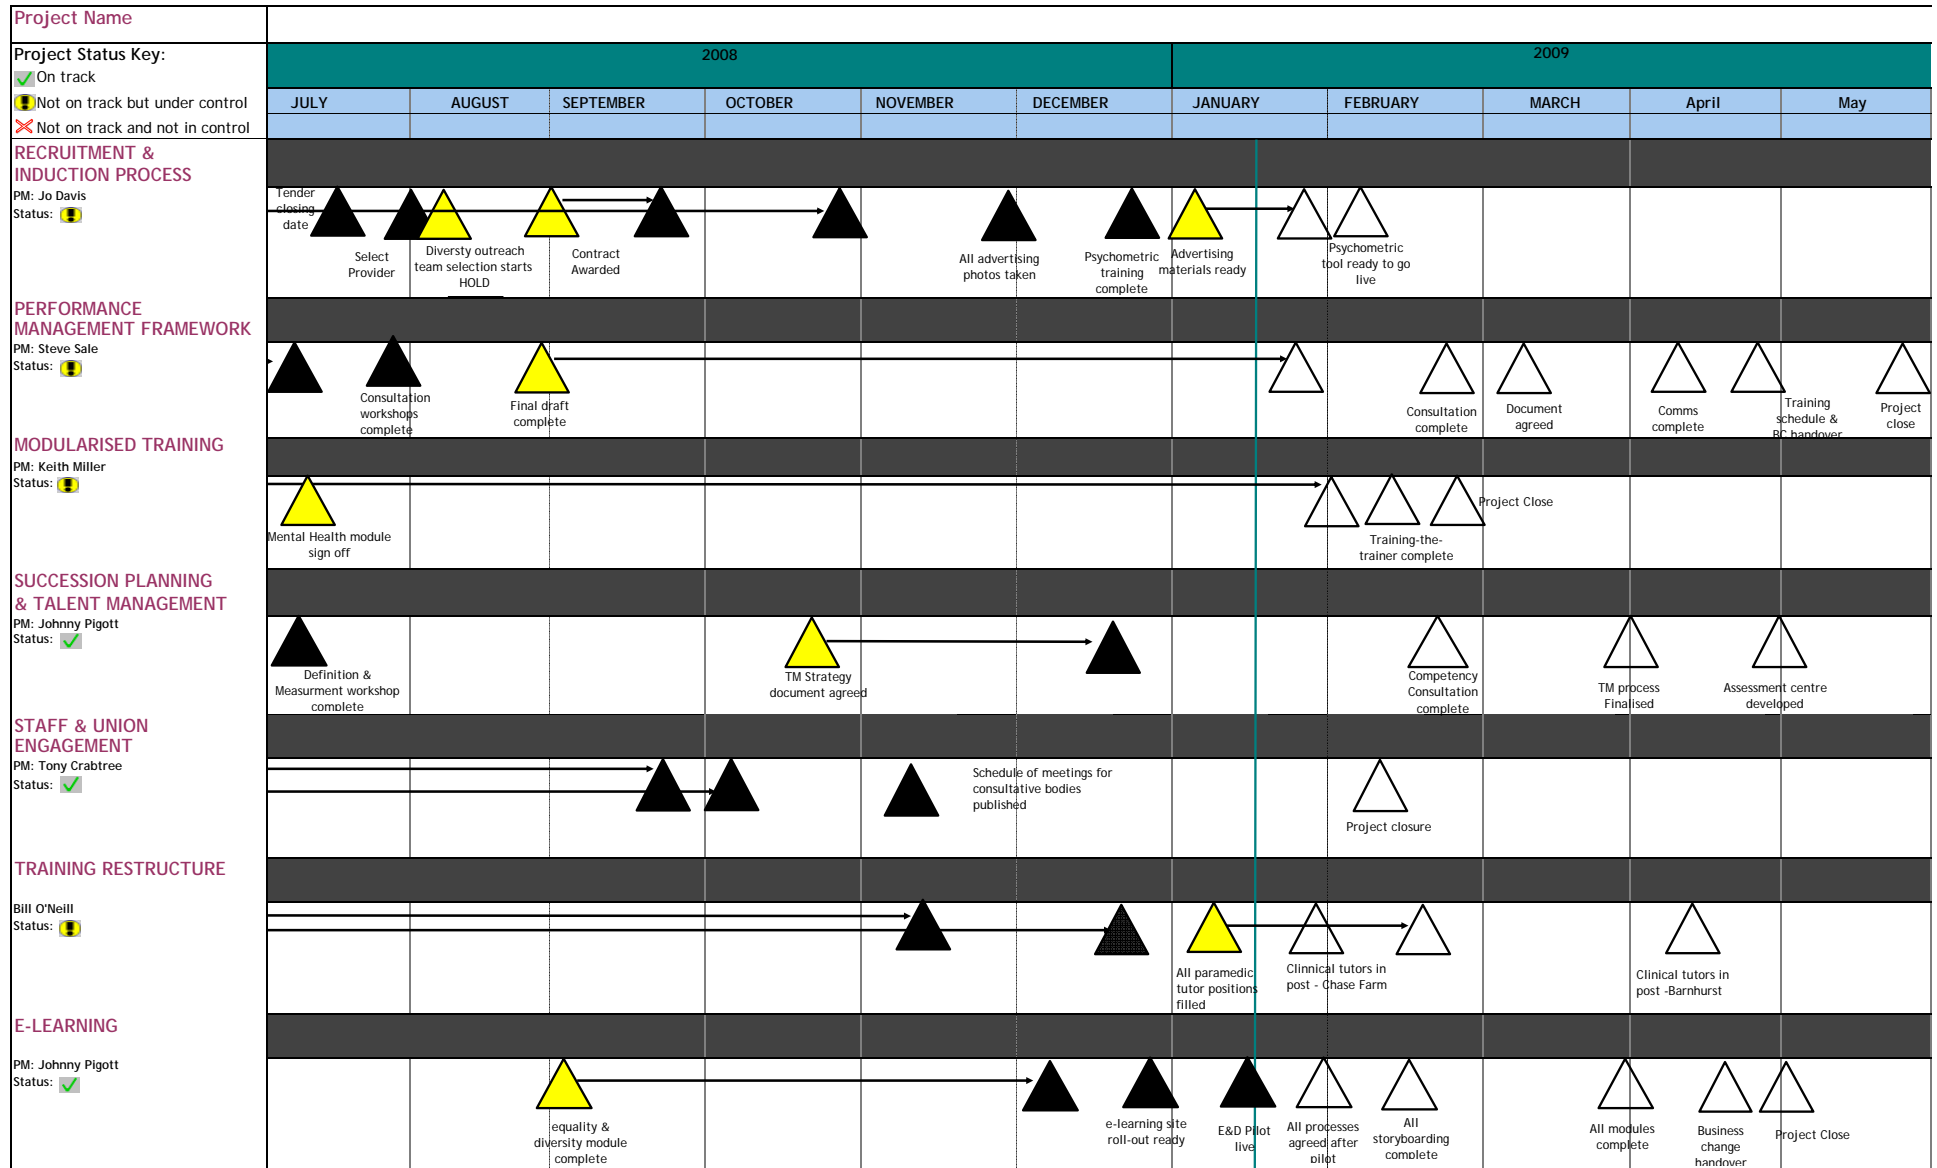 Project Name
Project Status Key:
On track
Not on track but under control
Not on track and not in control
2008
2009
JULY
AUGUST
SEPTEMBER
OCTOBER
NOVEMBER
DECEMBER
JANUARY
FEBRUARY
MARCH
April
May
RECRUITMENT &
INDUCTION PROCESS
PM: Jo Davis
Status:
Tender
closing
date
Select
Provider
Diversty outreach
team selection starts
HOLD
Contract
Awarded
All advertising
photos taken
Psychometric
training
complete
Advertising
materials ready
Psychometric
tool ready to go
live
PERFORMANCE
MANAGEMENT FRAMEWORK
PM: Steve Sale
Status:
Consultation
workshops
complete
Final draft
complete
Consultation
complete
Document
agreed
Comms
complete
Training
schedule &
BC handover
Project
close
MODULARISED TRAINING
PM: Keith Miller
Status:
Mental Health module
sign off
Training-the-
trainer complete
Project Close
SUCCESSION PLANNING
& TALENT MANAGEMENT
PM: Johnny Pigott
Status:
Definition &
Measurment workshop
complete
TM Strategy
document agreed
Competency
Consultation
complete
TM process
Finalised
Assessment centre
developed
STAFF & UNION
ENGAGEMENT
PM: Tony Crabtree
Status:
Schedule of meetings for
consultative bodies
published
Project closure
TRAINING RESTRUCTURE
Bill O'Neill
Status:
All paramedic
tutor positions
filled
Clinnical tutors in
post - Chase Farm
Clinical tutors in
post -Barnhurst
E-LEARNING
PM: Johnny Pigott
Status:
equality &
diversity module
complete
e-learning site
roll-out ready
E&D Pilot
live
All processes
agreed after
pilot
All
storyboarding
complete
All modules
complete
Business
change
handover
Project Close